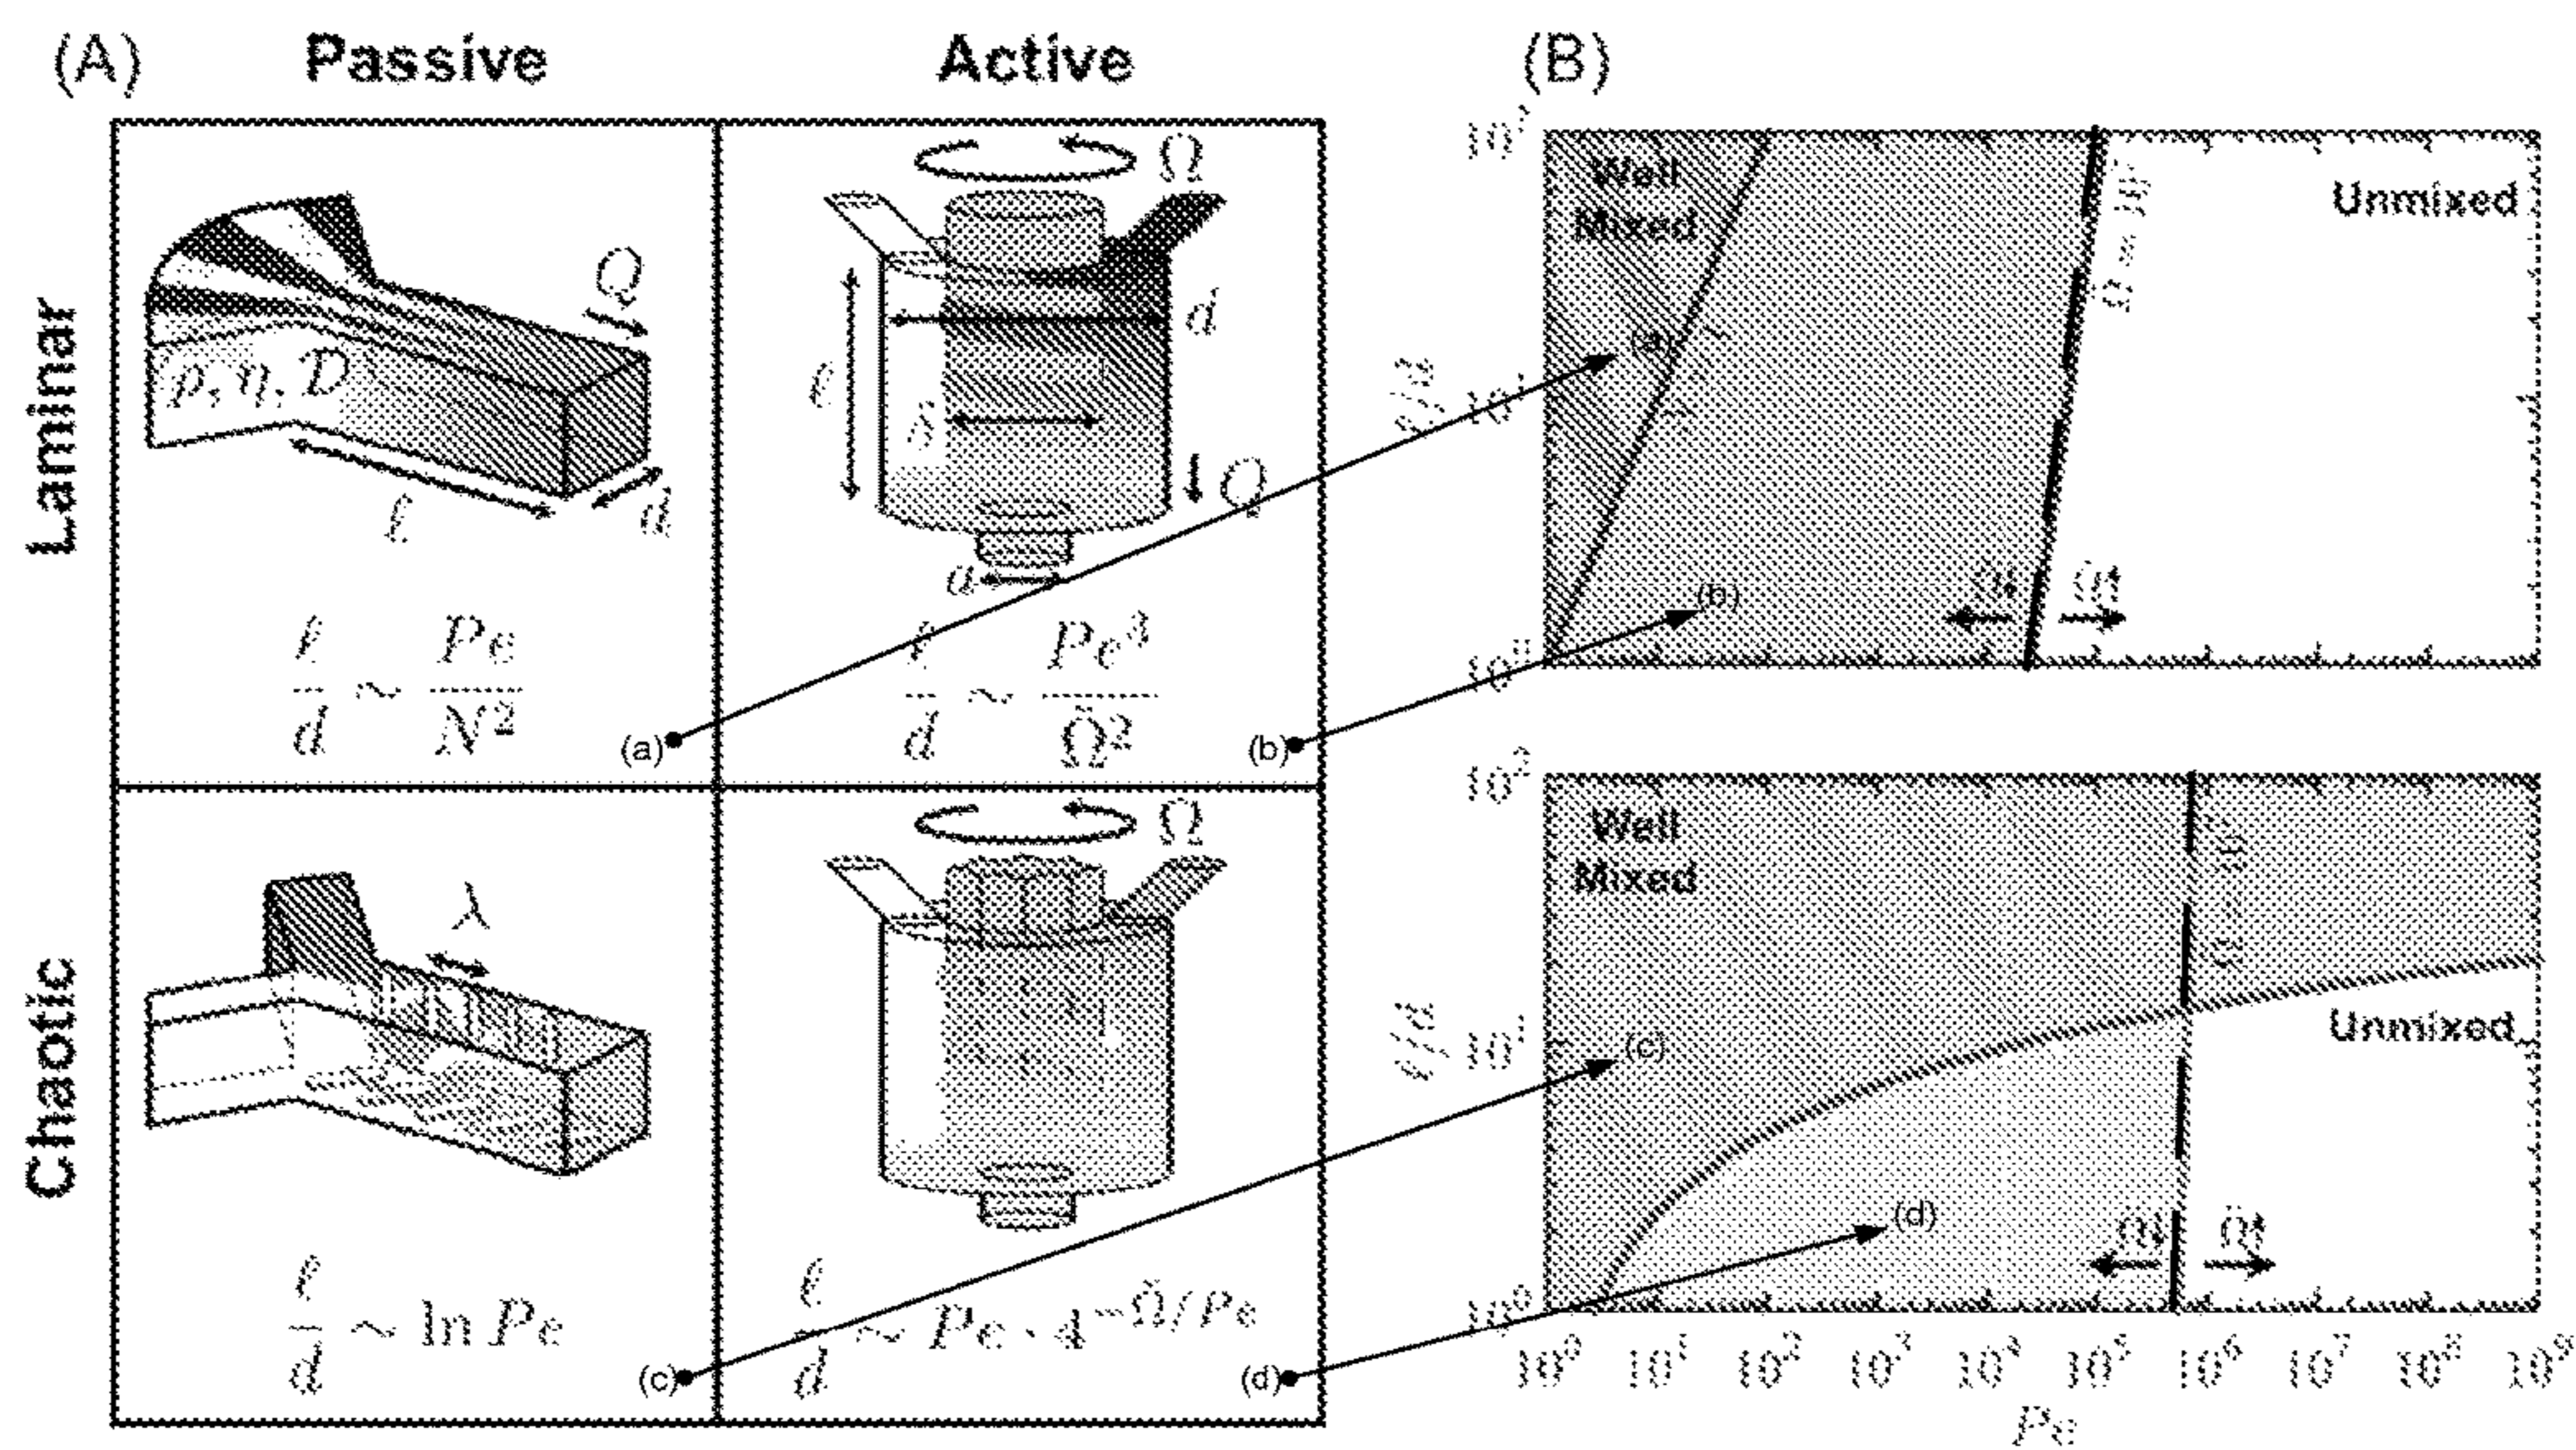 (A) Passive Active
Laminar
Q
ρ, η, D
ℓ
d
ℓ/d ~ Pe/N²
(a)
Ω
ℓ
d
δ
Q
a
ℓ/d ~ Pe³/Ω̃²
(b)
Chaotic
λ
ℓ/d ~ ln Pe
(c)
Ω
ℓ/d ~ Pe · 4^{-Ω̃/Pe}
(d)
(B)
10²
Well
Mixed
Unmixed
(a)
ℓ/d
10¹
Ω̃↓ Ω̃↑
(b)
10⁰
10²
Well
Mixed
Unmixed
ℓ/d
10¹
(c)
(d)
Ω̃↓ Ω̃↑
10⁰
10⁰ 10¹ 10² 10³ 10⁴ 10⁵ 10⁶ 10⁷ 10⁸ 10⁹
Pe